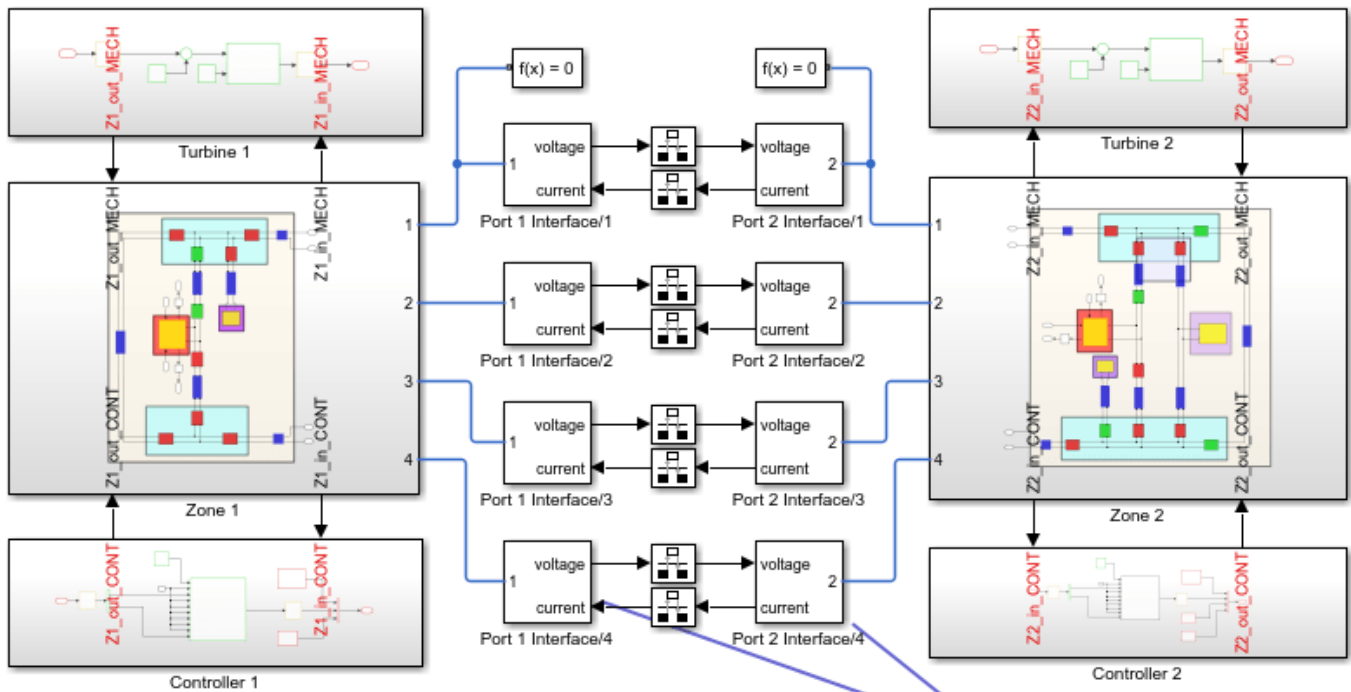 Z1_out_MECH
Z1_in_MECH
Turbine 1
f(x) = 0
f(x) = 0
Z2_in_MECH
Z2_out_MECH
Turbine 2
Z1_out_MECH
Z1_in_MECH
Z1_out_CONT
Z1_in_CONT
1
2
3
4
Zone 1
1
voltage
current
Port 1 Interface/1
voltage
current
2
Port 2 Interface/1
1
voltage
current
Port 1 Interface/2
voltage
current
2
Port 2 Interface/2
1
voltage
current
Port 1 Interface/3
voltage
current
2
Port 2 Interface/3
1
voltage
current
Port 1 Interface/4
voltage
current
2
Port 2 Interface/4
1
2
3
4
Z2_in_MECH
Z2_out_MECH
Z2_in_CONT
Z2_out_CONT
Zone 2
Z1_out_CONT
Z1_in_CONT
Controller 1
Z2_in_CONT
Z2_out_CONT
Controller 2